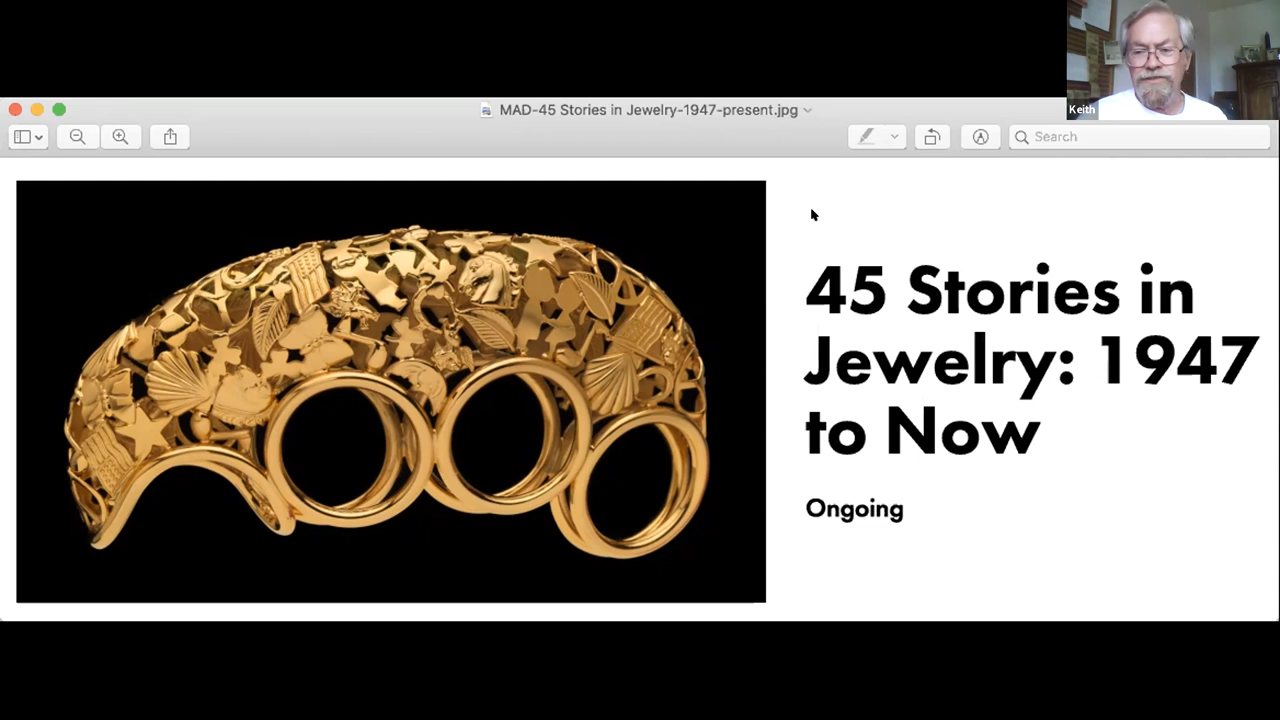 MAD-45 Stories in Jewelry-1947-present.jpg
Keith
Search
45 Stories in
Jewelry: 1947
to Now
Ongoing